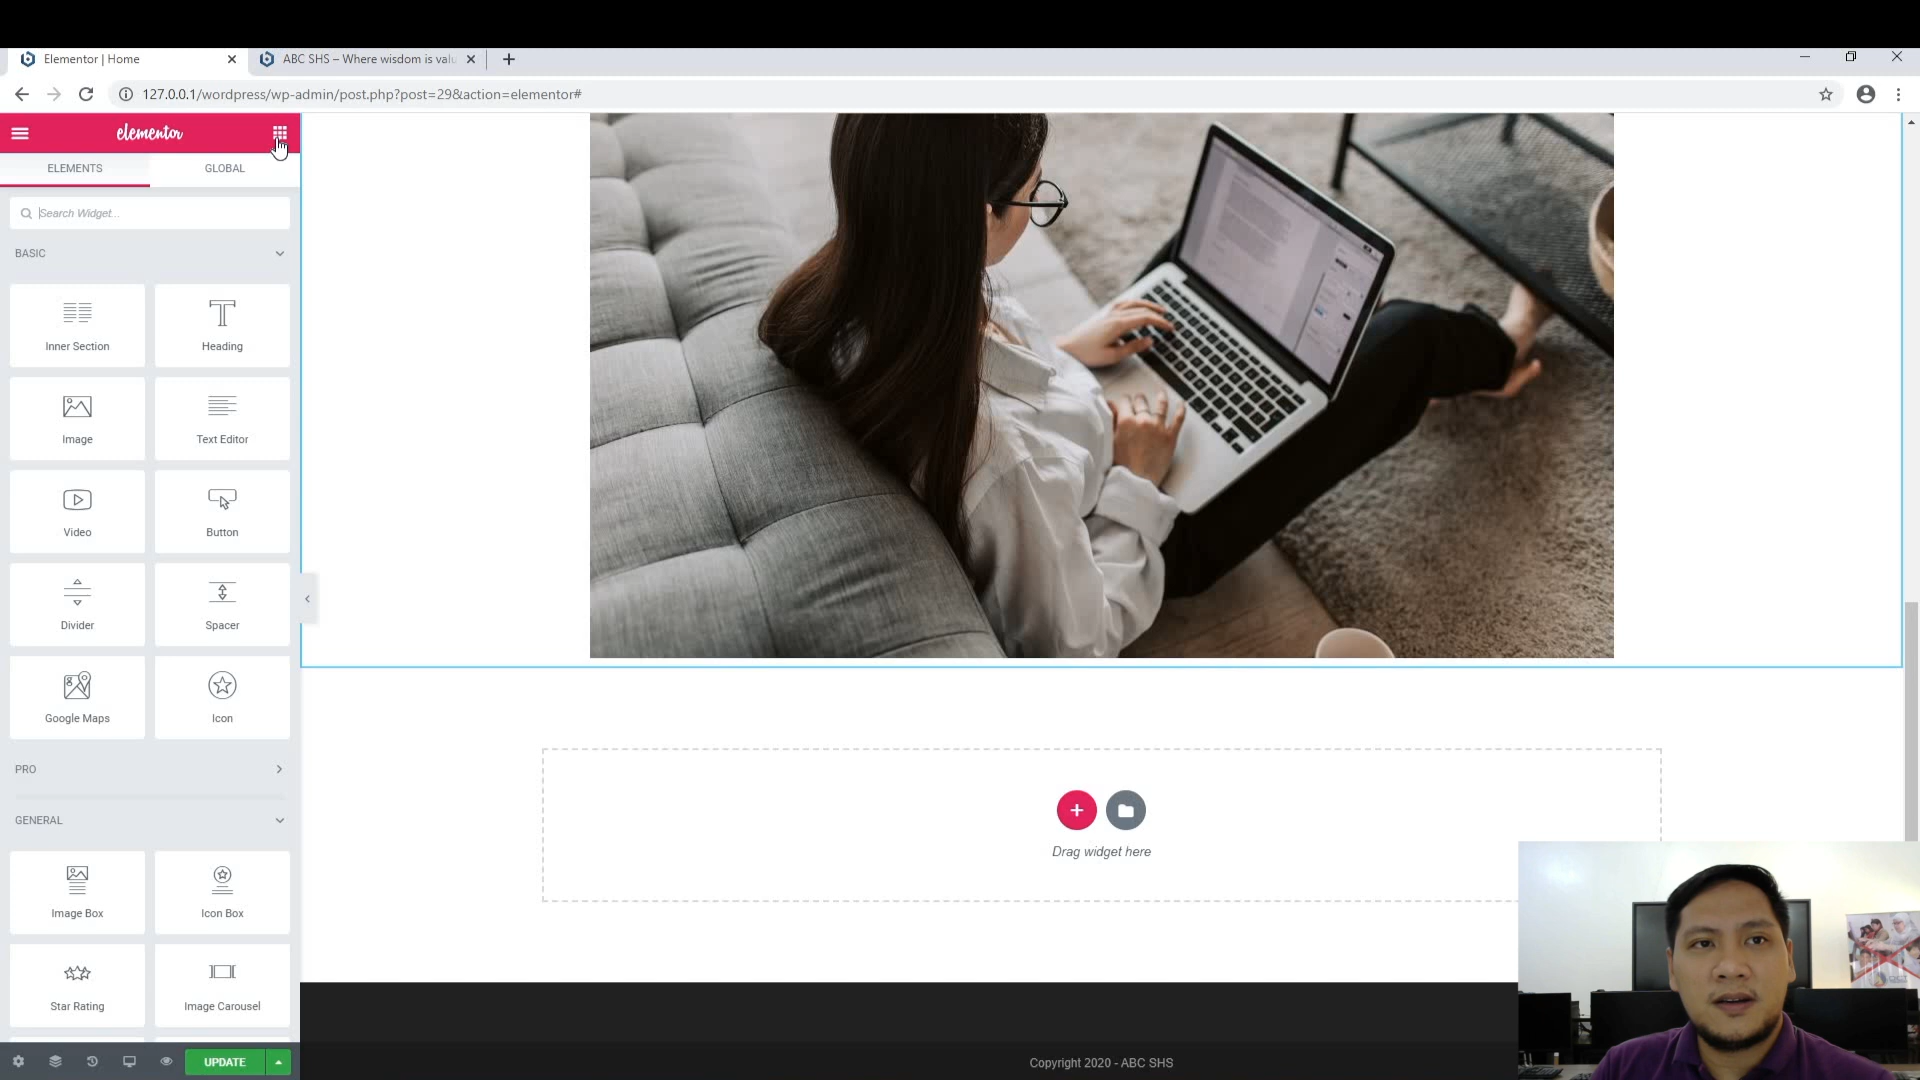 Elementor | Home
ABC SHS – Where wisdom is valu
127.0.0.1/wordpress/wp-admin/post.php?post=29&action=elementor#
elementor
ELEMENTS
GLOBAL
Search Widget...
BASIC
Inner Section
Heading
Image
Text Editor
Video
Button
Divider
Spacer
Google Maps
Icon
PRO
GENERAL
Image Box
Icon Box
Star Rating
Image Carousel
UPDATE
Drag widget here
Copyright 2020 - ABC SHS